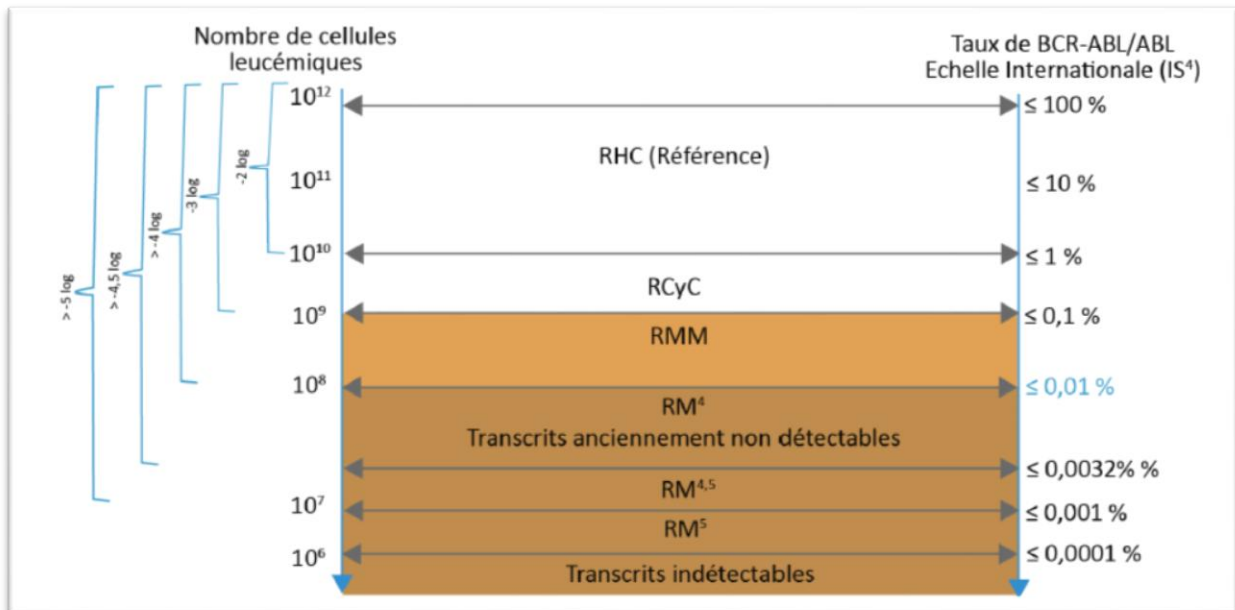 Nombre de cellules
leucémiques
Taux de BCR-ABL/ABL
Echelle Internationale (IS⁴)
10¹²
≤ 100 %
RHC (Référence)
10¹¹
≤ 10 %
10¹⁰
≤ 1 %
RCyC
10⁹
≤ 0,1 %
RMM
10⁸
≤ 0,01 %
RM⁴
Transcrits anciennement non détectables
≤ 0,0032% %
RM⁴,⁵
10⁷
≤ 0,001 %
RM⁵
10⁶
≤ 0,0001 %
Transcrits indétectables
> -5 log
> -4,5 log
> -4 log
-3 log
-2 log